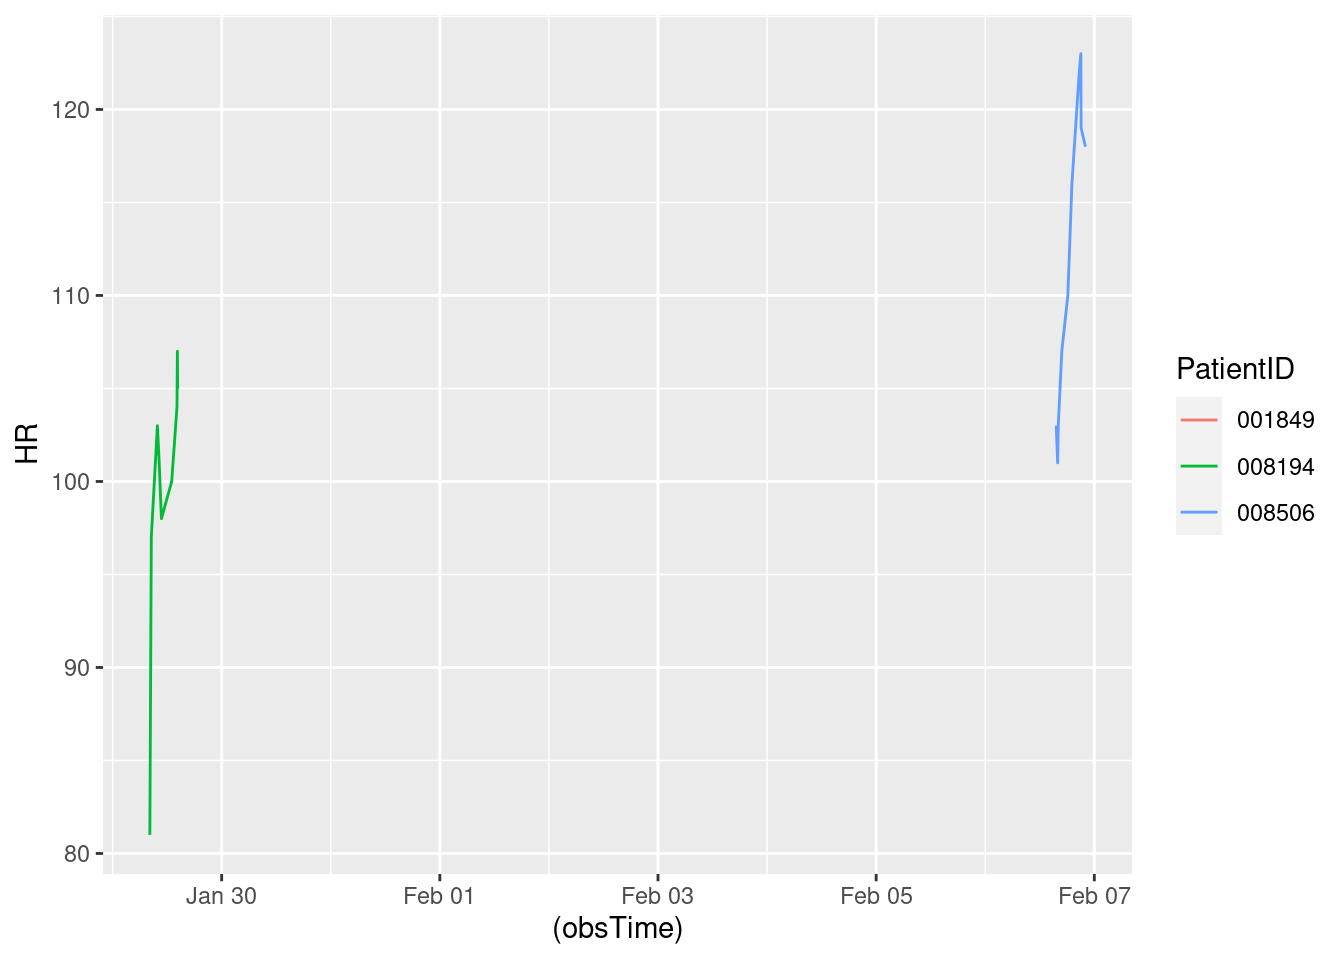 120
110
100
90
80
HR
Jan 30
Feb 01
Feb 03
Feb 05
Feb 07
(obsTime)
PatientID
001849
008194
008506